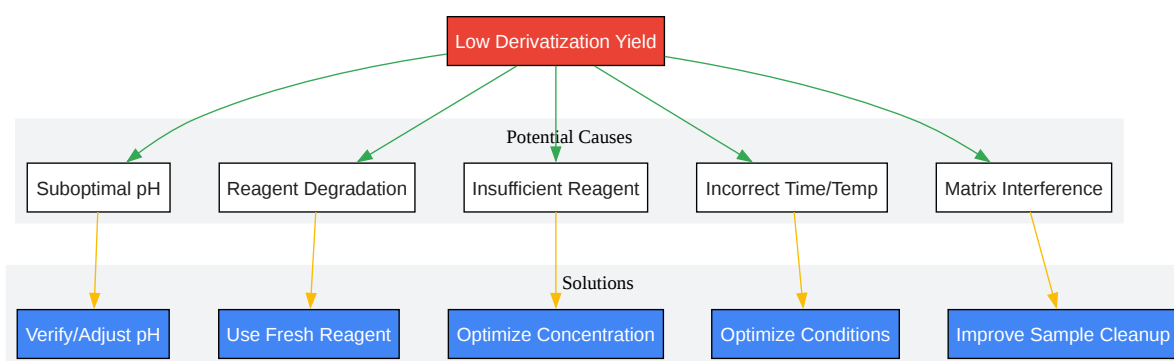 Low Derivatization Yield
Potential Causes
Suboptimal pH
Reagent Degradation
Insufficient Reagent
Incorrect Time/Temp
Matrix Interference
Solutions
Verify/Adjust pH
Use Fresh Reagent
Optimize Concentration
Optimize Conditions
Improve Sample Cleanup